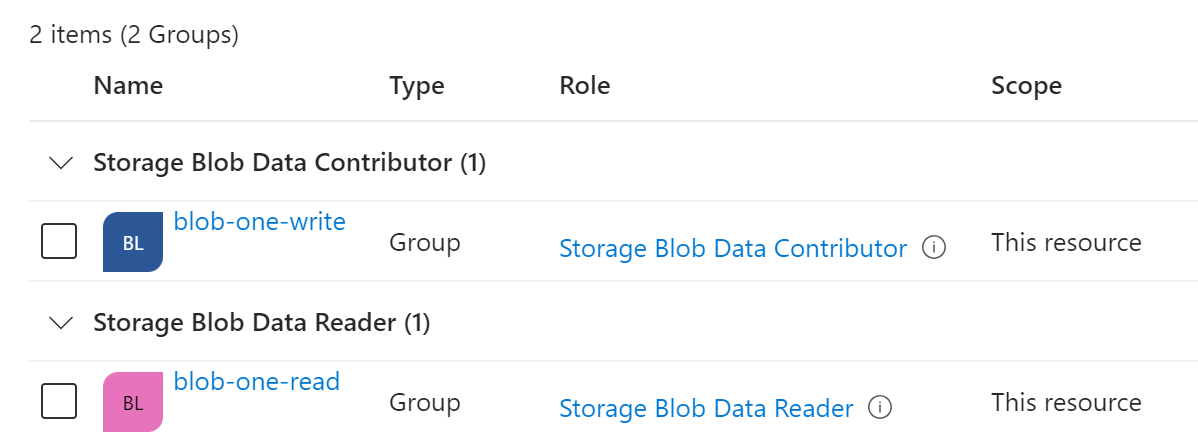 2 items (2 Groups)
Name Type Role Scope
Storage Blob Data Contributor (1)
BL blob-one-write Group Storage Blob Data Contributor This resource
Storage Blob Data Reader (1)
BL blob-one-read Group Storage Blob Data Reader This resource